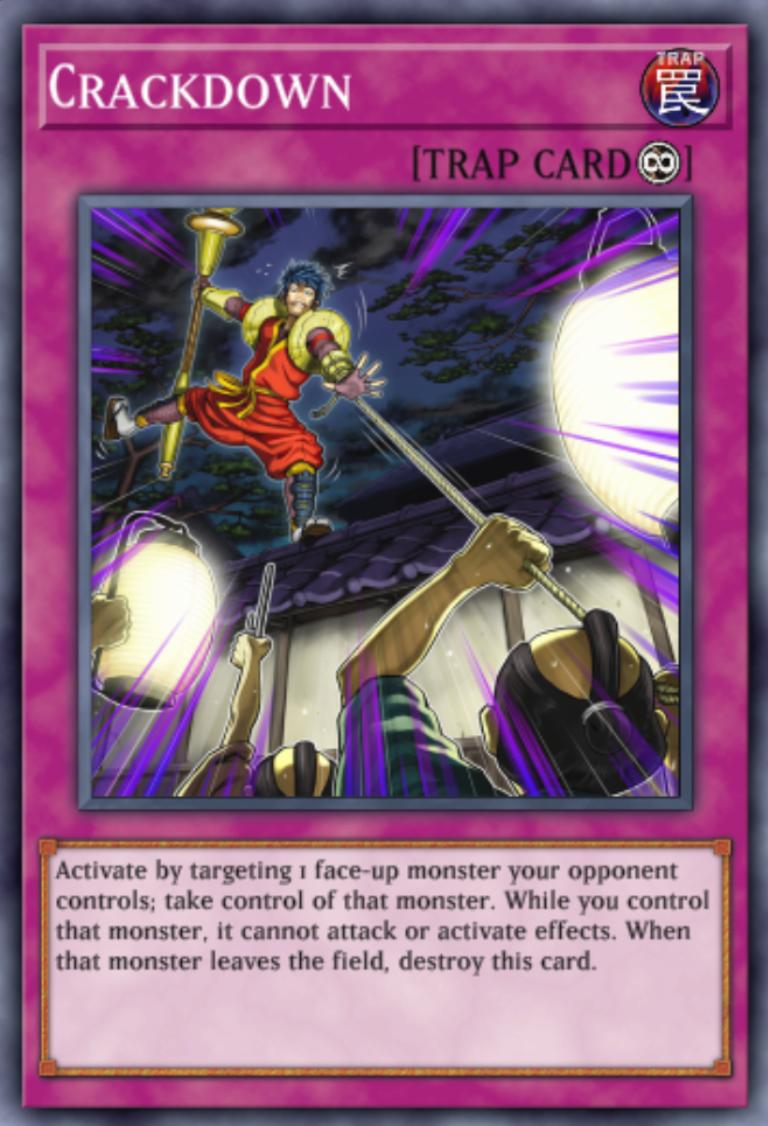 CRACKDOWN
TRAP
罠
[TRAP CARD♾]
Activate by targeting 1 face-up monster your opponent
controls; take control of that monster. While you control
that monster, it cannot attack or activate effects. When
that monster leaves the field, destroy this card.